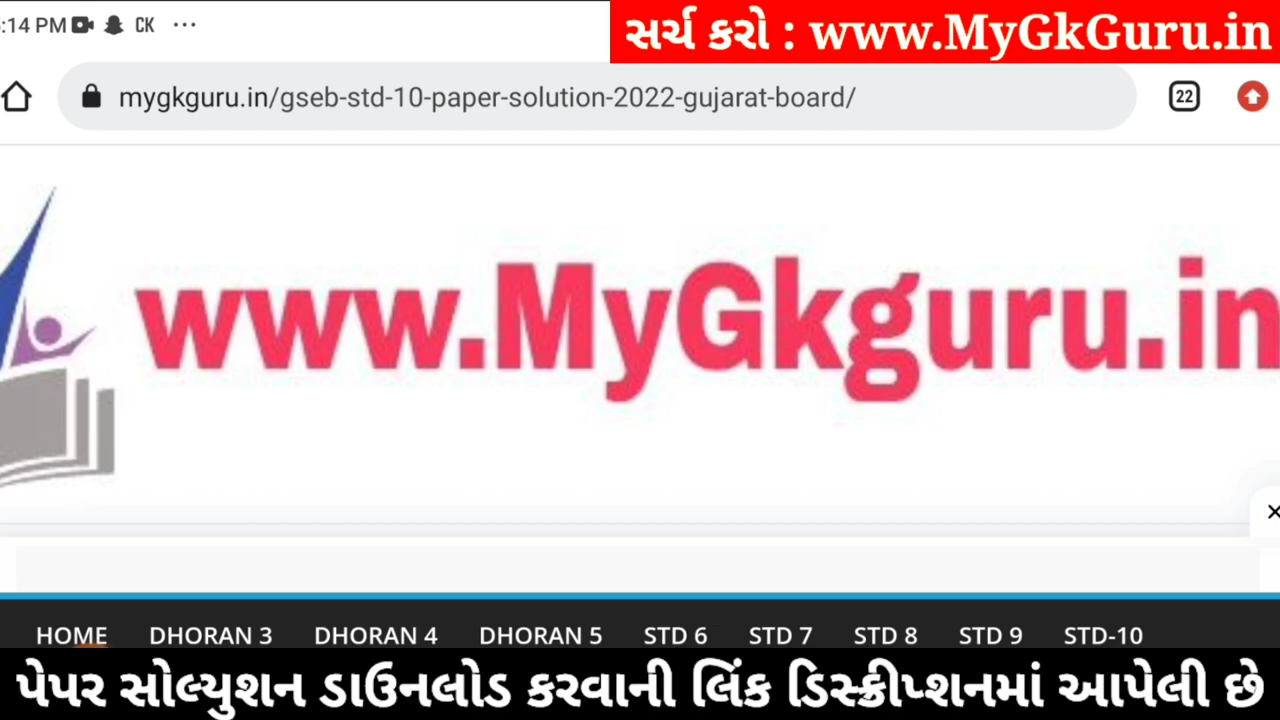 :14 PM CK ...
સર્ચ કરો : www.MyGkGuru.in
mygkguru.in/gseb-std-10-paper-solution-2022-gujarat-board/
22
www.MyGkguru.in
×
HOME DHORAN 3 DHORAN 4 DHORAN 5 STD 6 STD 7 STD 8 STD 9 STD-10
પેપર સોલ્યુશન ડાઉનલોડ કરવાની લિંક ડિસ્ક્રીપ્શનમાં આપેલી છે